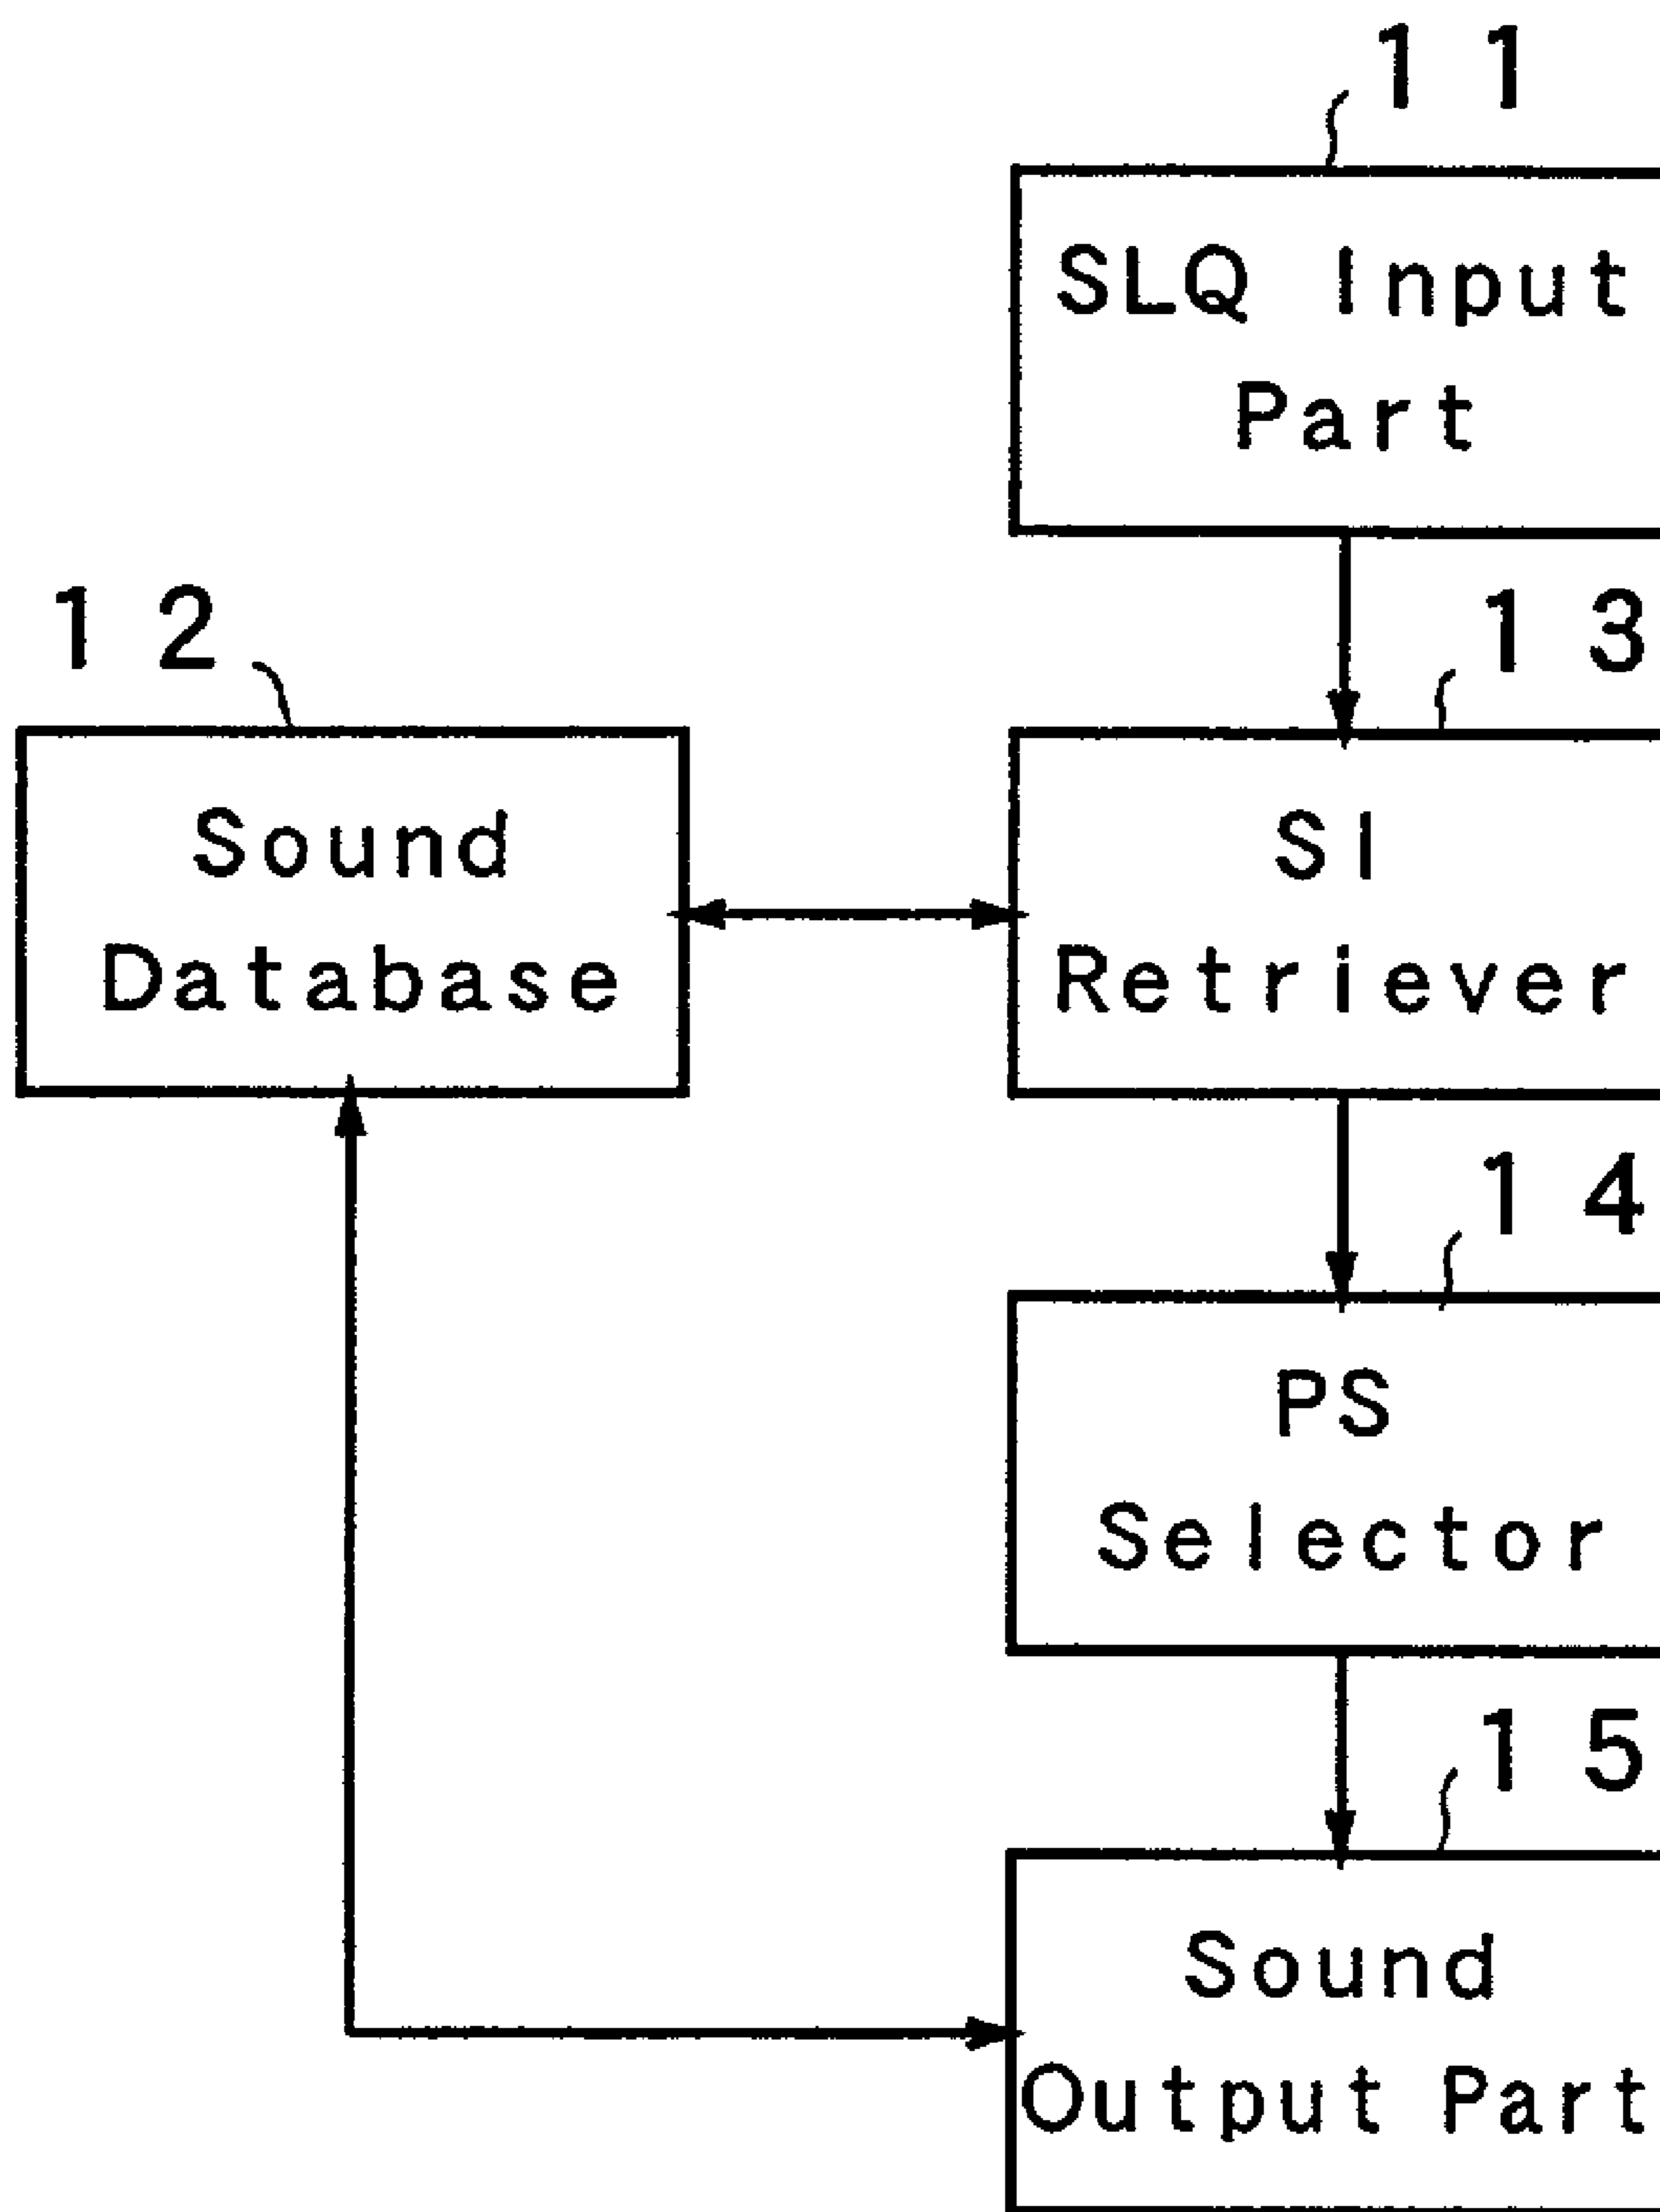 11
SLQ Input
Part
12
13
Sound
Database
SI
Retriever
14
PS
Selector
15
Sound
Output Part